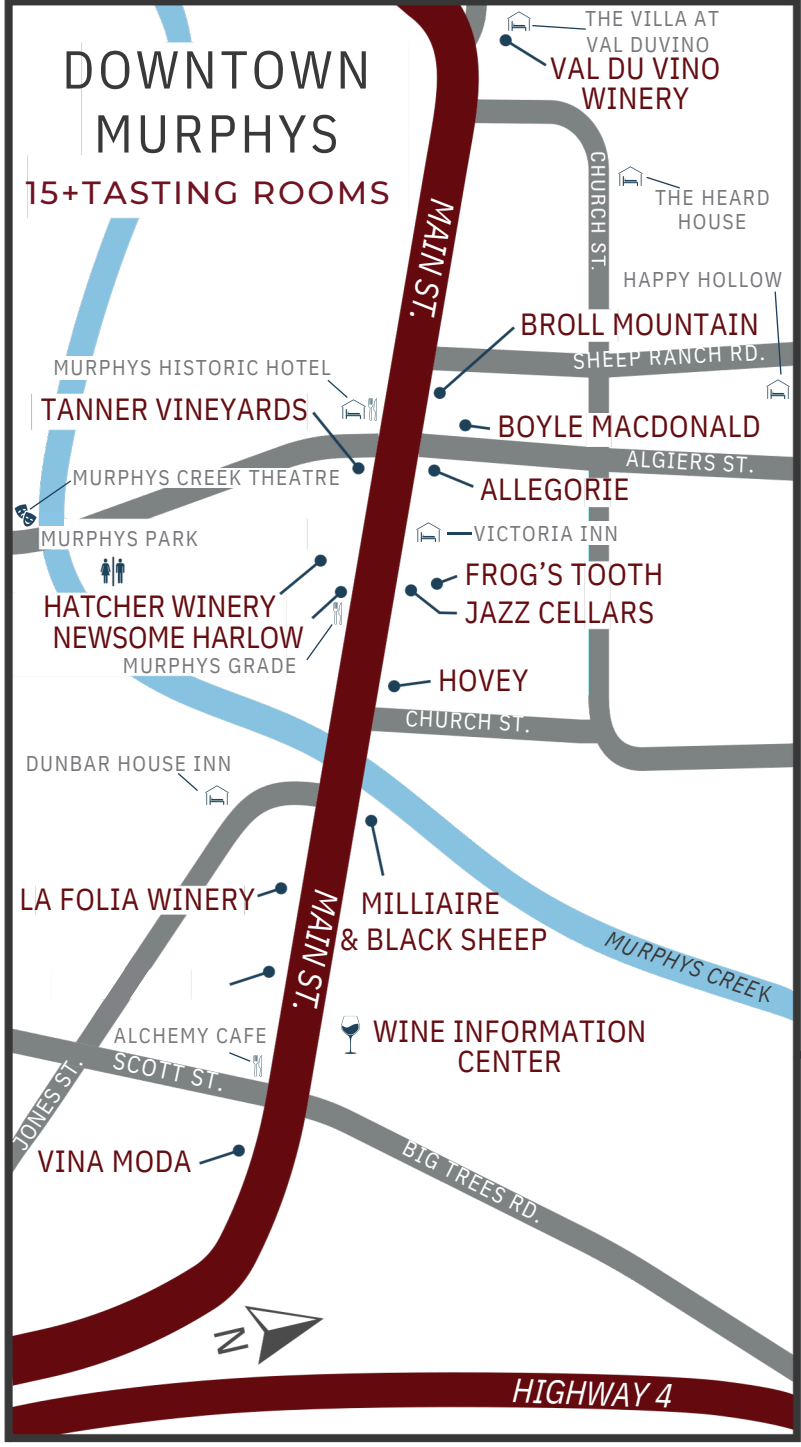 THE VILLA AT
VAL DUVINO
VAL DU VINO
WINERY
DOWNTOWN
MURPHYS
15+TASTING ROOMS
CHURCH ST.
THE HEARD
HOUSE
MAIN ST.
HAPPY HOLLOW
BROLL MOUNTAIN
SHEEP RANCH RD.
MURPHYS HISTORIC HOTEL
TANNER VINEYARDS
BOYLE MACDONALD
ALGIERS ST.
MURPHYS CREEK THEATRE
ALLEGORIE
MURPHYS PARK
VICTORIA INN
FROG'S TOOTH
HATCHER WINERY
JAZZ CELLARS
NEWSOME HARLOW
MURPHYS GRADE
HOVEY
CHURCH ST.
DUNBAR HOUSE INN
LA FOLIA WINERY
MILLIAIRE
& BLACK SHEEP
MAIN ST.
MURPHYS CREEK
ALCHEMY CAFE
WINE INFORMATION
CENTER
SCOTT ST.
JONES ST.
VINA MODA
BIG TREES RD.
N
HIGHWAY 4